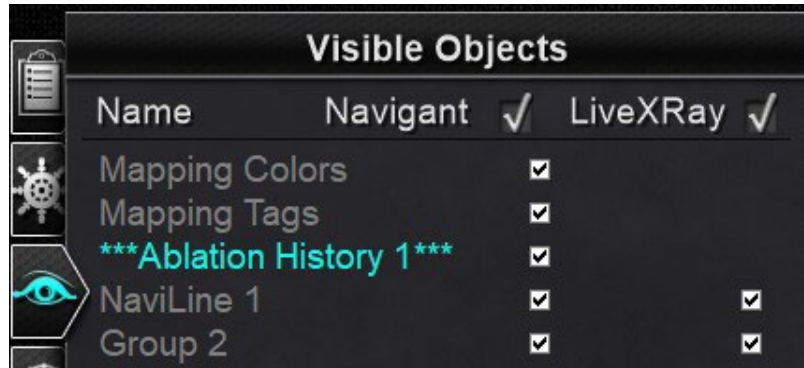 Visible Objects
Name Navigant LiveXRay
Mapping Colors
Mapping Tags
***Ablation History 1***
NaviLine 1
Group 2